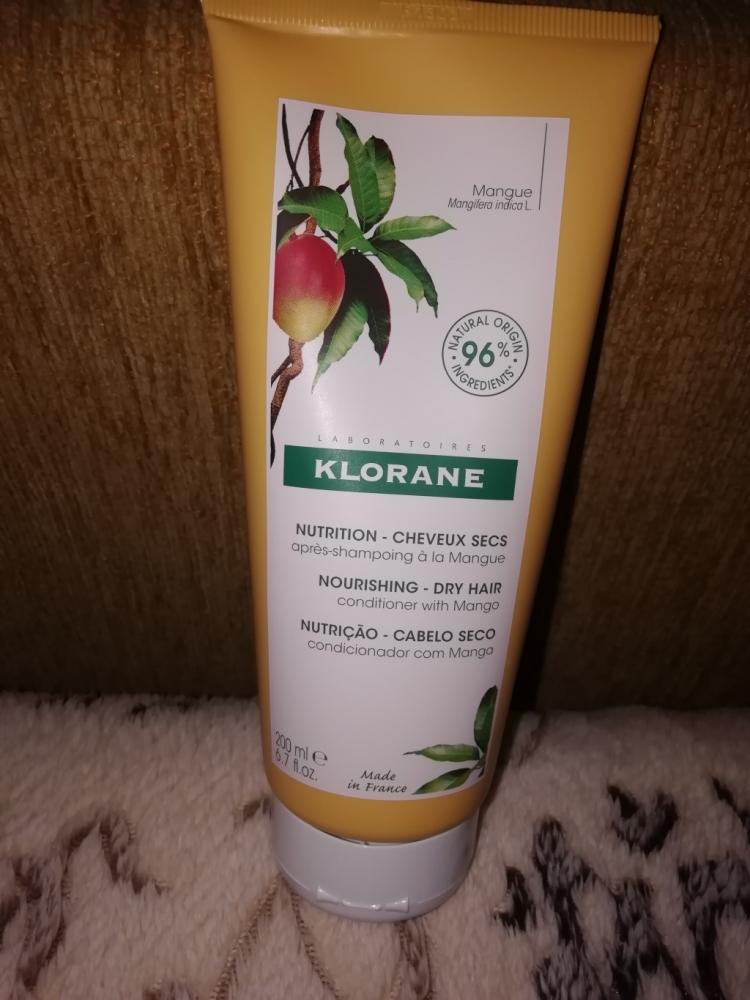 Mangue
Mangifera indica L.
NATURAL ORIGIN
96%
INGREDIENTS*
LABORATOIRES
KLORANE
NUTRITION - CHEVEUX SECS
après-shampoing à la Mangue
NOURISHING - DRY HAIR
conditioner with Mango
NUTRIÇÃO - CABELO SECO
condicionador com Manga
200 ml e
6.7 fl.oz.
Made
in France